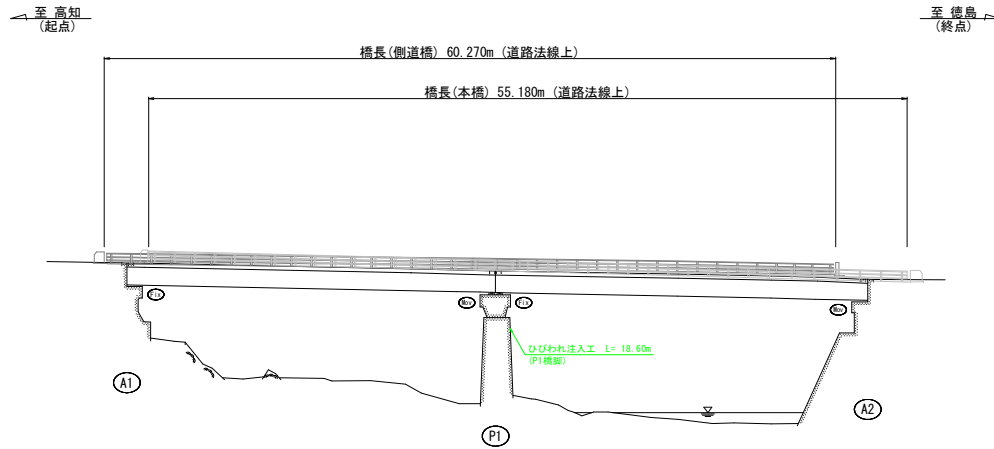 至 高知
(起点)
至 徳島
(終点)
橋長(側道橋) 60.270m (道路法線上)
橋長(本橋) 55.180m (道路法線上)
Fix
Mov
Fix
Mov
ひびわれ注入工 L= 18.60m
(P1橋脚)
A1
A2
P1